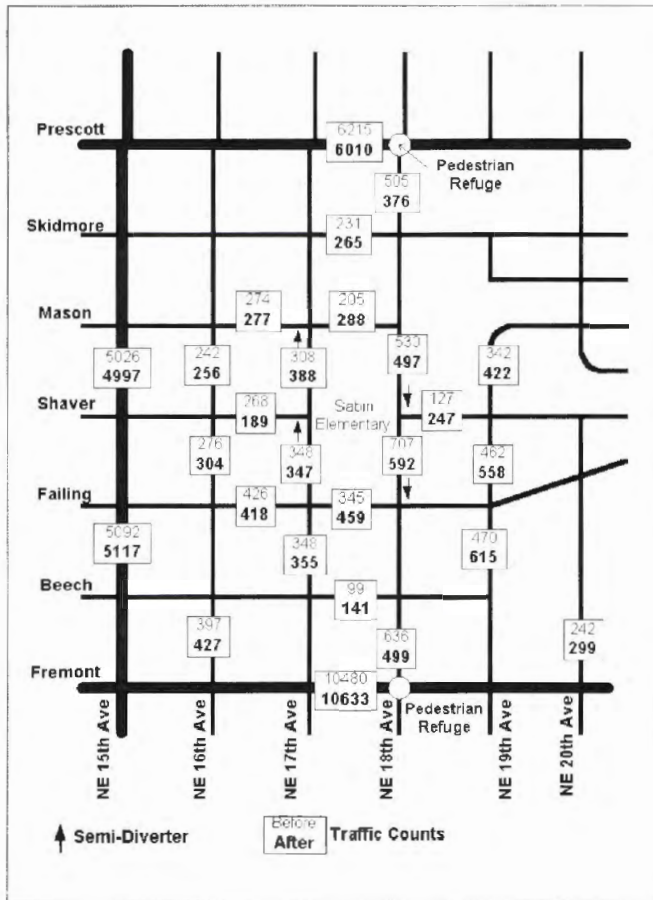 6215
Prescott
6010
Pedestrian
Refuge
505
376
231
Skidmore
265
274
205
Mason
277
288
530
5026
242
308
497
342
4997
256
388
422
268
127
Shaver
189
Sabin
247
Elementary
276
348
707
462
304
347
592
558
426
345
Failing
418
459
5092
348
470
5117
355
615
99
Beech
141
397
636
242
427
499
299
10480
Fremont
10633
Pedestrian
Refuge
NE 15th Ave
NE 16th Ave
NE 17th Ave
NE 18th Ave
NE 19th Ave
NE 20th Ave
Semi-Diverter
Before
After
Traffic Counts